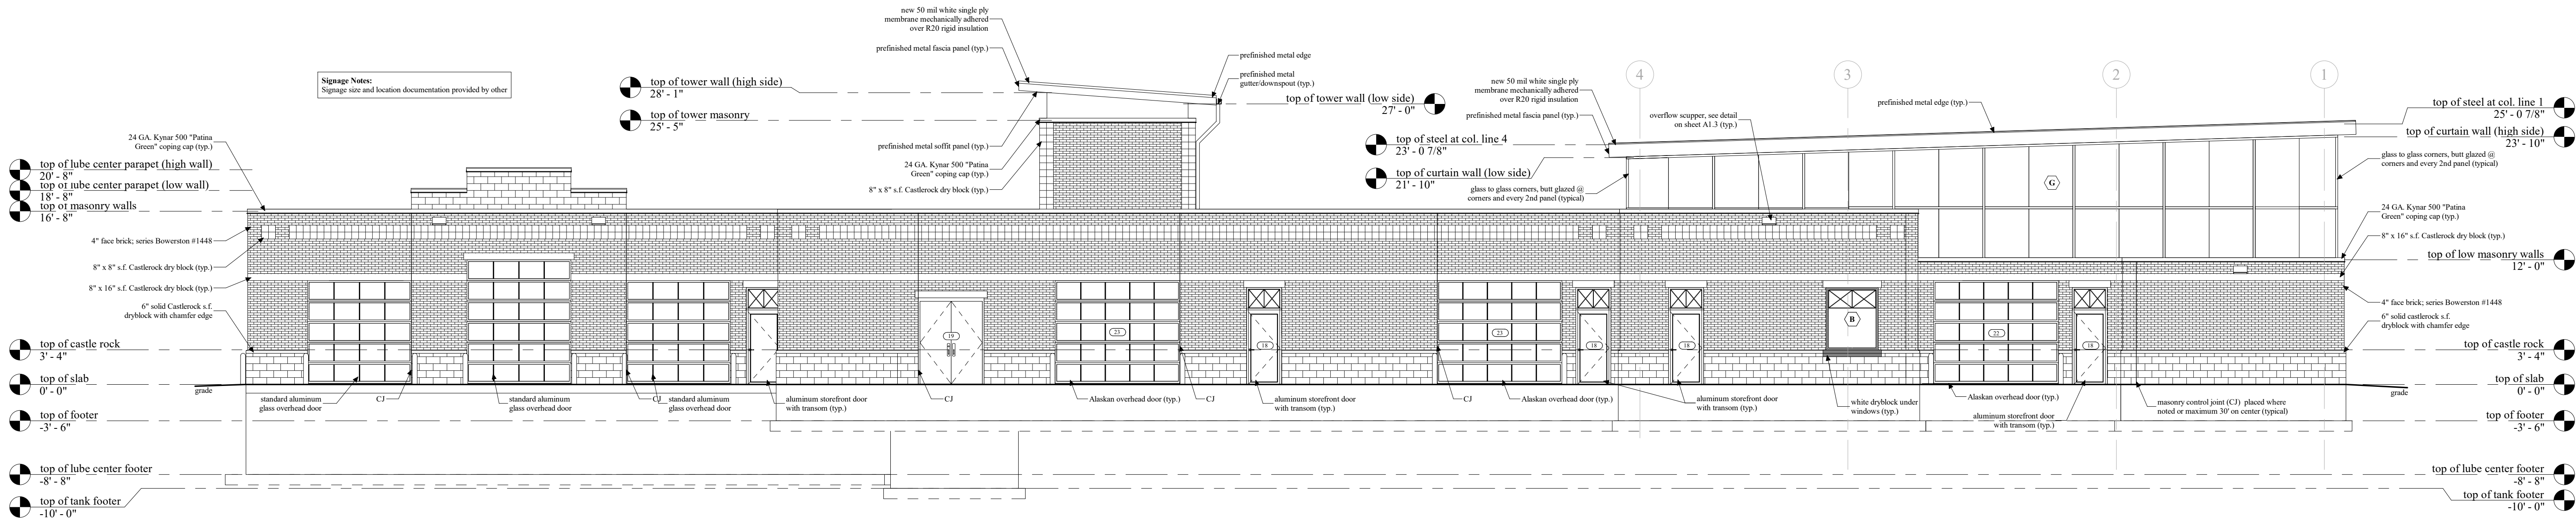 new 50 mil white single ply
membrane mechanically adhered
over R20 rigid insulation
prefinished metal fascia panel (typ.)
prefinished metal edge
prefinished metal
gutter/downspout (typ.)
Signage Notes:
Signage size and location documentation provided by other
top of tower wall (high side)
28' - 1"
top of tower masonry
25' - 5"
top of tower wall (low side)
27' - 0"
prefinished metal soffit panel (typ.)
24 GA. Kynar 500 "Patina
Green" coping cap (typ.)
8" x 8" s.f. Castlerock dry block (typ.)
24 GA. Kynar 500 "Patina
Green" coping cap (typ.)
top of lube center parapet (high wall)
20' - 8"
top of lube center parapet (low wall)
18' - 8"
top of masonry walls
16' - 8"
4" face brick; series Bowerston #1448
8" x 8" s.f. Castlerock dry block (typ.)
8" x 16" s.f. Castlerock dry block (typ.)
6" solid Castlerock s.f.
dryblock with chamfer edge
top of castle rock
3' - 4"
top of slab
0' - 0"
grade
top of footer
-3' - 6"
top of lube center footer
-8' - 8"
top of tank footer
-10' - 0"
new 50 mil white single ply
membrane mechanically adhered
over R20 rigid insulation
prefinished metal fascia panel (typ.)
top of steel at col. line 4
23' - 0 7/8"
top of curtain wall (low side)
21' - 10"
glass to glass corners, butt glazed @
corners and every 2nd panel (typical)
overflow scupper, see detail
on sheet A1.3 (typ.)
prefinished metal edge (typ.)
4
3
2
1
G
top of steel at col. line 1
25' - 0 7/8"
top of curtain wall (high side)
23' - 10"
glass to glass corners, butt glazed @
corners and every 2nd panel (typical)
24 GA. Kynar 500 "Patina
Green" coping cap (typ.)
8" x 16" s.f. Castlerock dry block (typ.)
top of low masonry walls
12' - 0"
4" face brick; series Bowerston #1448
6" solid castlerock s.f.
dryblock with chamfer edge
top of castle rock
3' - 4"
top of slab
0' - 0"
grade
top of footer
-3' - 6"
top of lube center footer
-8' - 8"
top of tank footer
-10' - 0"
19
23
18
23
18
18
B
22
18
standard aluminum
glass overhead door
CJ
standard aluminum
glass overhead door
CJ
standard aluminum
glass overhead door
aluminum storefront door
with transom (typ.)
CJ
Alaskan overhead door (typ.)
CJ
aluminum storefront door
with transom (typ.)
CJ
Alaskan overhead door (typ.)
aluminum storefront door
with transom (typ.)
white dryblock under
windows (typ.)
Alaskan overhead door (typ.)
aluminum storefront door
with transom (typ.)
masonry control joint (CJ) placed where
noted or maximum 30' on center (typical)